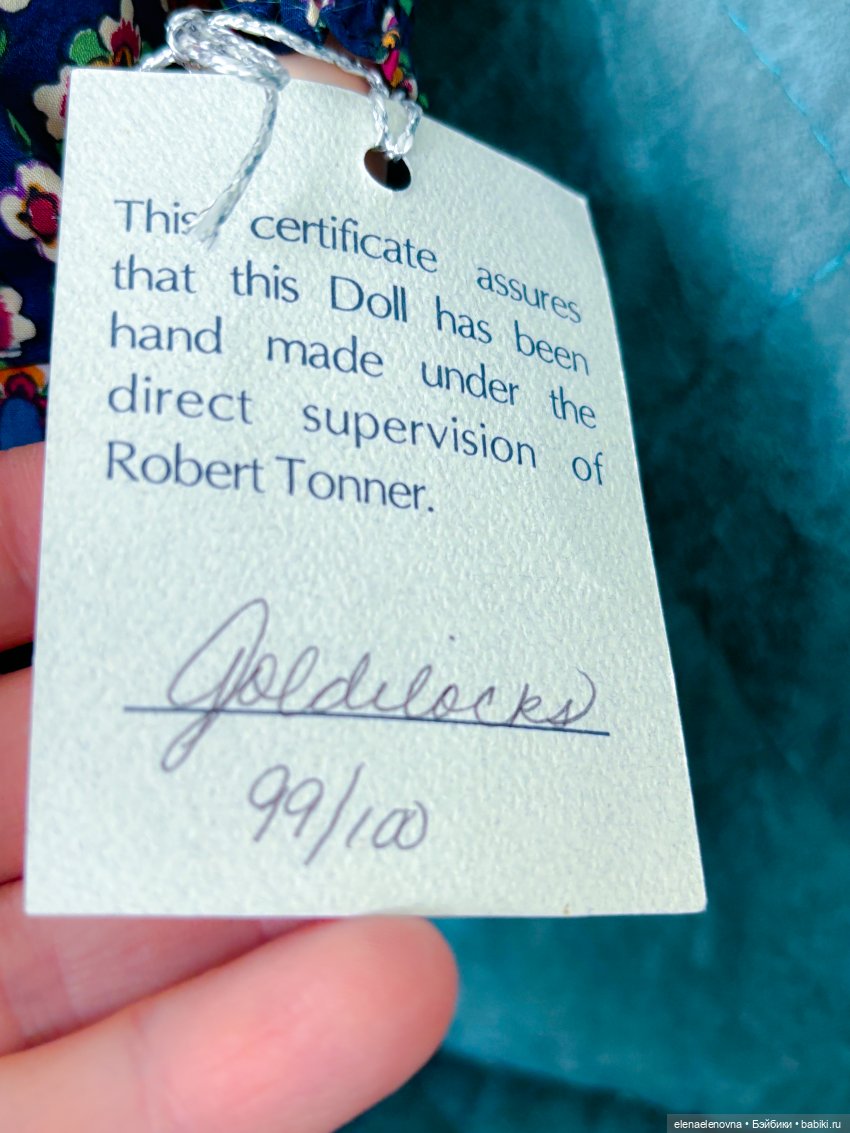 This certificate assures
that this Doll has been
hand made under the
direct supervision of
Robert Tonner.
Goldilocks
99/100
elenaelenovna • Бэйбики • babiki.ru